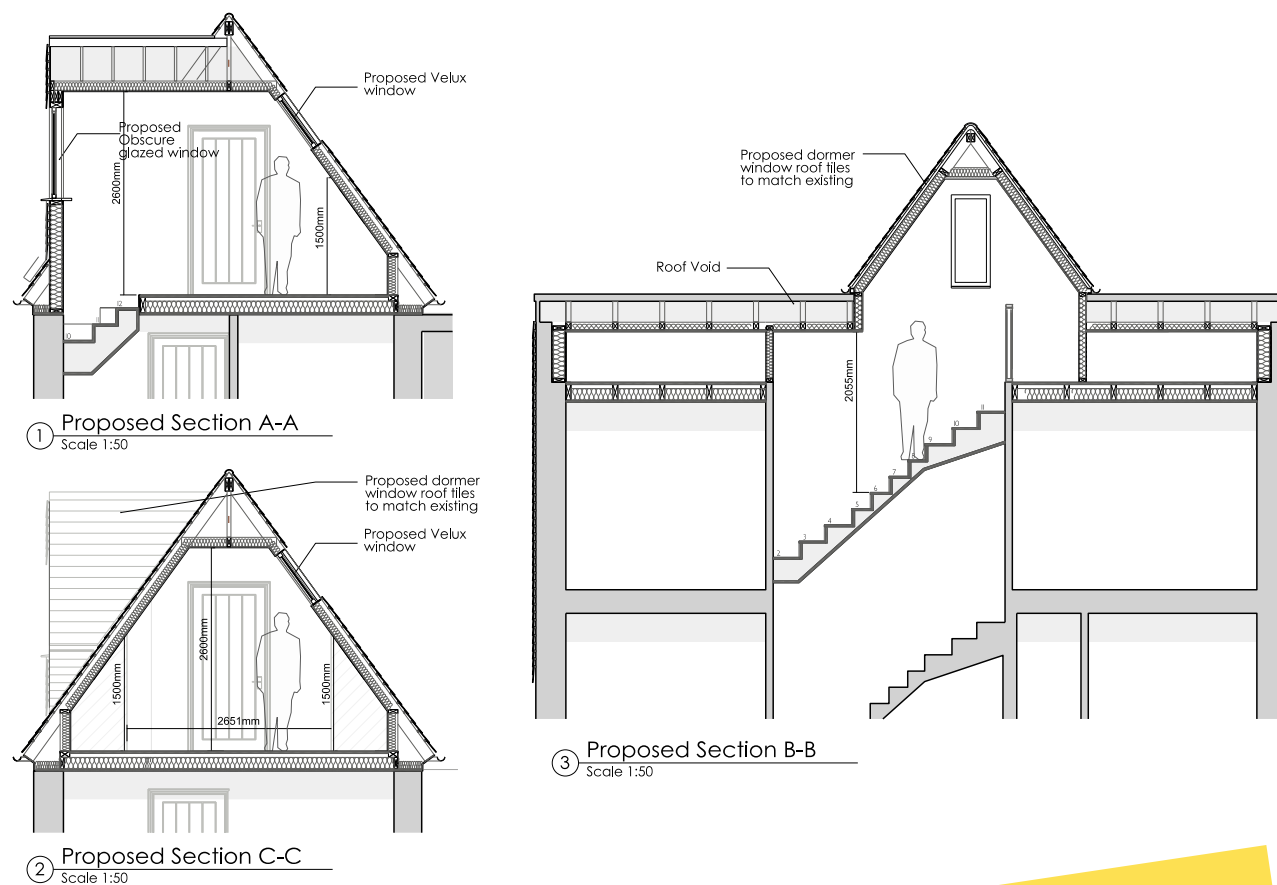 Proposed Velux
window
Proposed
Obscure
glazed window
2600mm
1500mm
12
11
10
1 Proposed Section A-A
Scale 1:50
Proposed dormer
window roof tiles
to match existing
Proposed Velux
window
1500mm
2600mm
1500mm
2651mm
2 Proposed Section C-C
Scale 1:50
Proposed dormer
window roof tiles
to match existing
Roof Void
2055mm
11
10
9
8
7
6
5
4
3
2
3 Proposed Section B-B
Scale 1:50